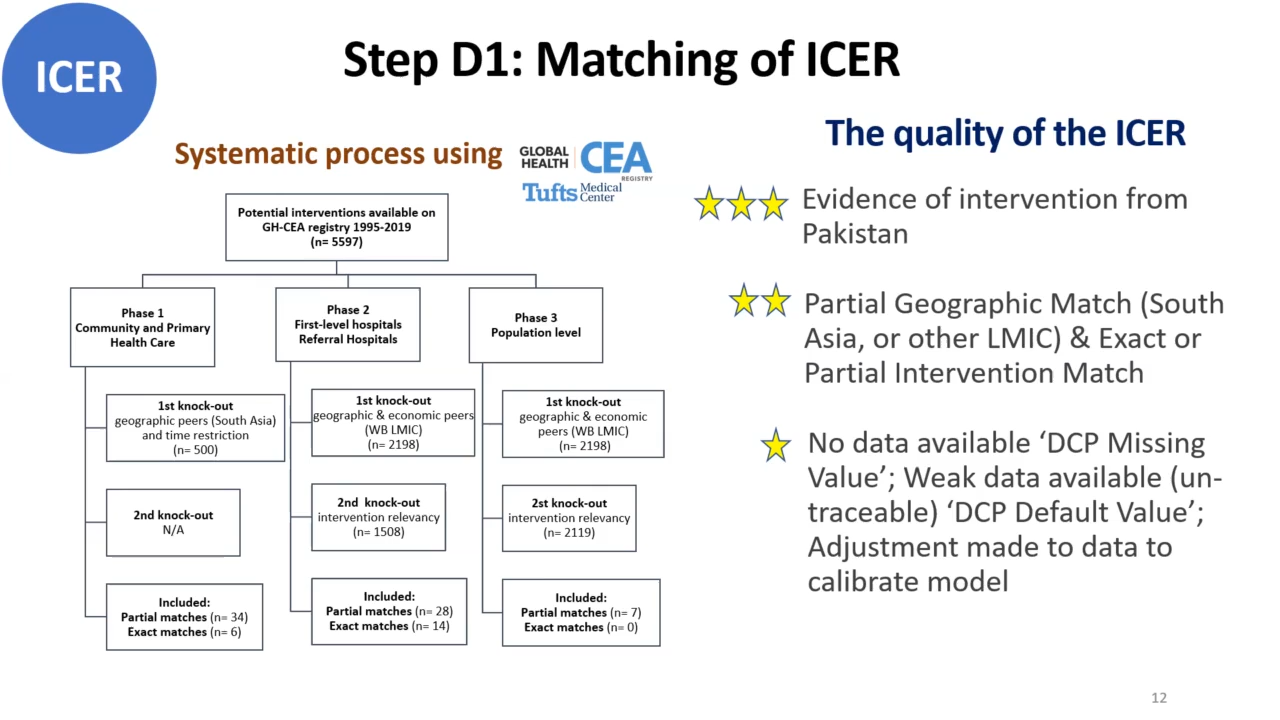 ICER
Step D1: Matching of ICER
Systematic process using
GLOBAL
HEALTH
CEA
REGISTRY
Tufts Medical
Center
Potential interventions available on
GH-CEA registry 1995-2019
(n= 5597)
Phase 1
Community and Primary
Health Care
1st knock-out
geographic peers (South Asia)
and time restriction
(n= 500)
2nd knock-out
N/A
Included:
Partial matches (n= 34)
Exact matches (n= 6)
Phase 2
First-level hospitals
Referral Hospitals
1st knock-out
geographic & economic peers
(WB LMIC)
(n= 2198)
2nd knock-out
intervention relevancy
(n= 1508)
Included:
Partial matches (n= 28)
Exact matches (n= 14)
Phase 3
Population level
1st knock-out
geographic & economic
peers (WB LMIC)
(n= 2198)
2st knock-out
intervention relevancy
(n= 2119)
Included:
Partial matches (n= 7)
Exact matches (n= 0)
The quality of the ICER
Evidence of intervention from
Pakistan
Partial Geographic Match (South
Asia, or other LMIC) & Exact or
Partial Intervention Match
No data available ‘DCP Missing
Value’; Weak data available (un-
traceable) ‘DCP Default Value’;
Adjustment made to data to
calibrate model
12